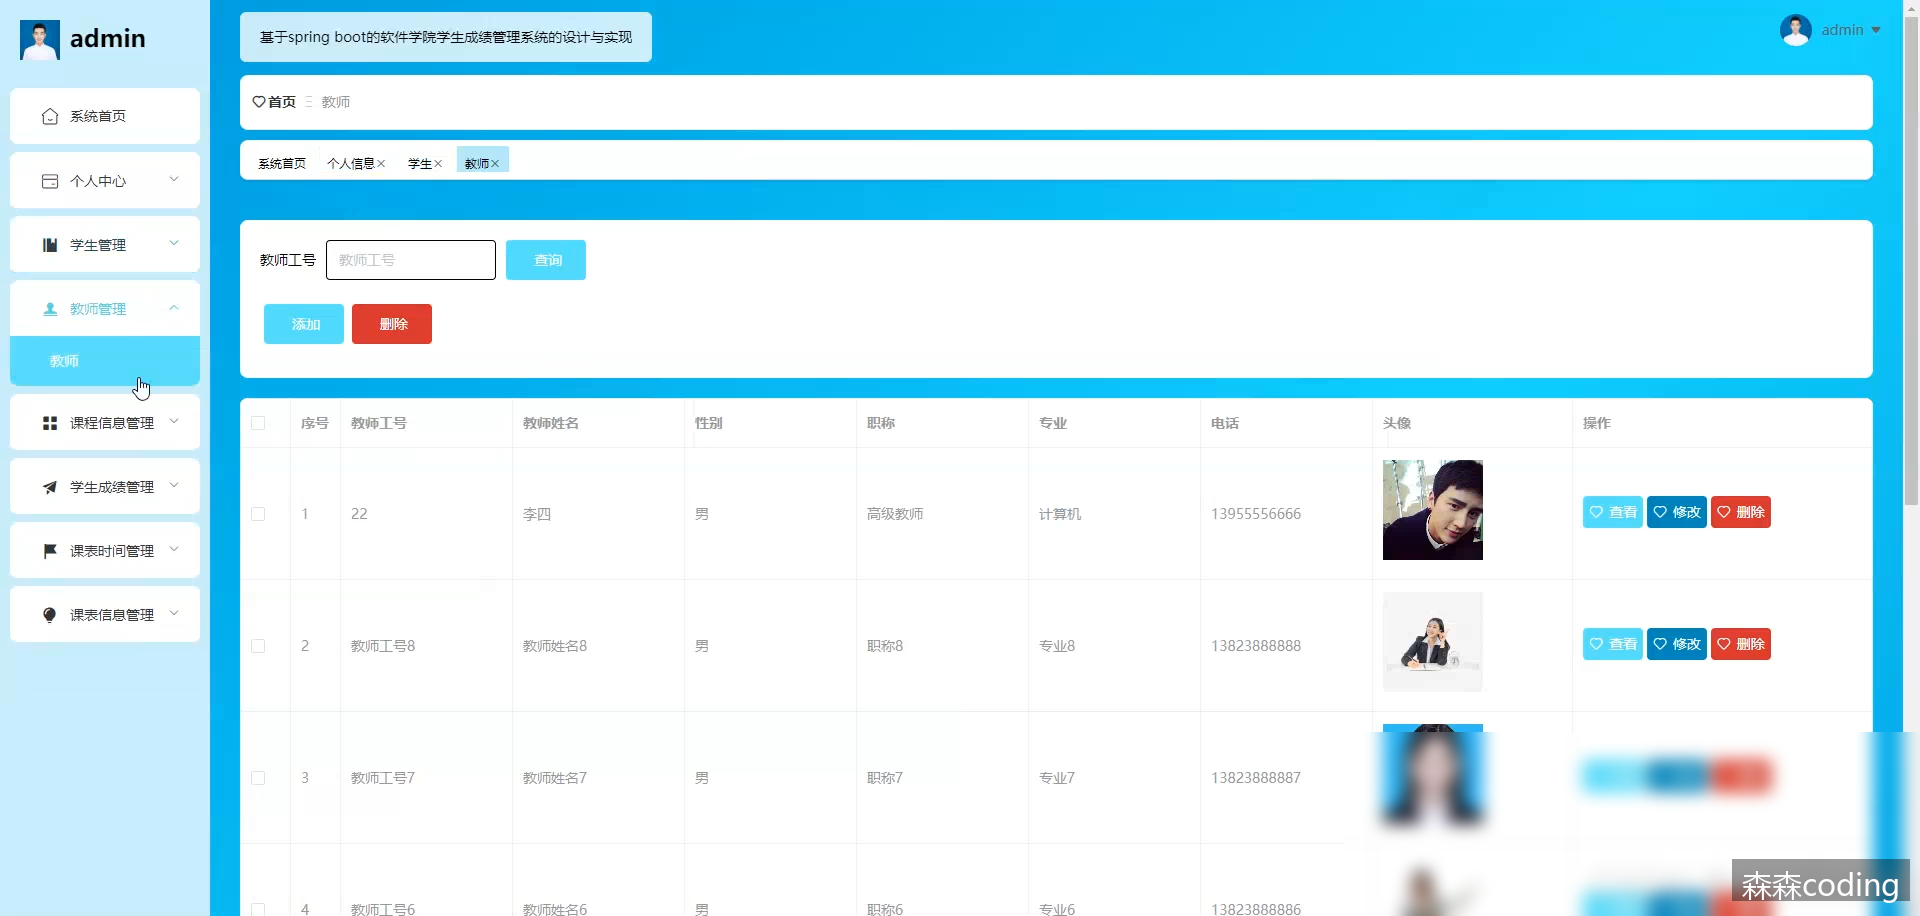 admin
基于spring boot的软件学院学生成绩管理系统的设计与实现
admin
首页 教师
系统首页 个人信息 学生 教师
系统首页
个人中心
学生管理
教师管理
教师
课程信息管理
学生成绩管理
课表时间管理
课表信息管理
教师工号 教师工号 查询
添加 删除
序号 教师工号 教师姓名 性别 职称 专业 电话 头像 操作
1 22 李四 男 高级教师 计算机 13955556666 查看 修改 删除
2 教师工号8 教师姓名8 男 职称8 专业8 13823888888 查看 修改 删除
3 教师工号7 教师姓名7 男 职称7 专业7 13823888887
4 教师工号6 教师姓名6 男 职称6 专业6 13823888886
森森coding